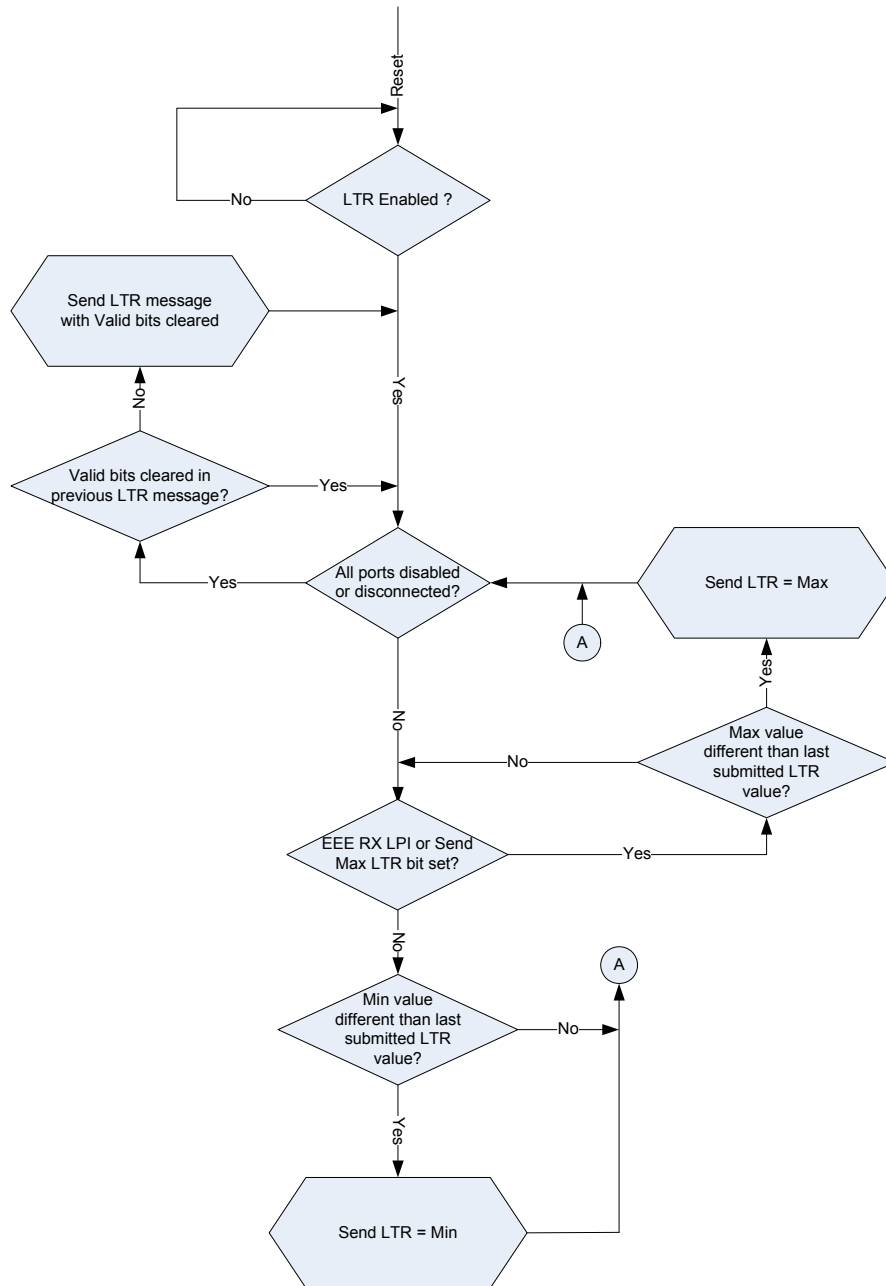 Reset
LTR Enabled ?
No
Send LTR message
with Valid bits cleared
Yes
No
Valid bits cleared in
previous LTR message?
Yes
All ports disabled
or disconnected?
Yes
Send LTR = Max
A
Yes
No
Max value
different than last
submitted LTR
value?
No
EEE RX LPI or Send
Max LTR bit set?
Yes
No
A
Min value
different than last
submitted LTR
value?
No
Yes
Send LTR = Min